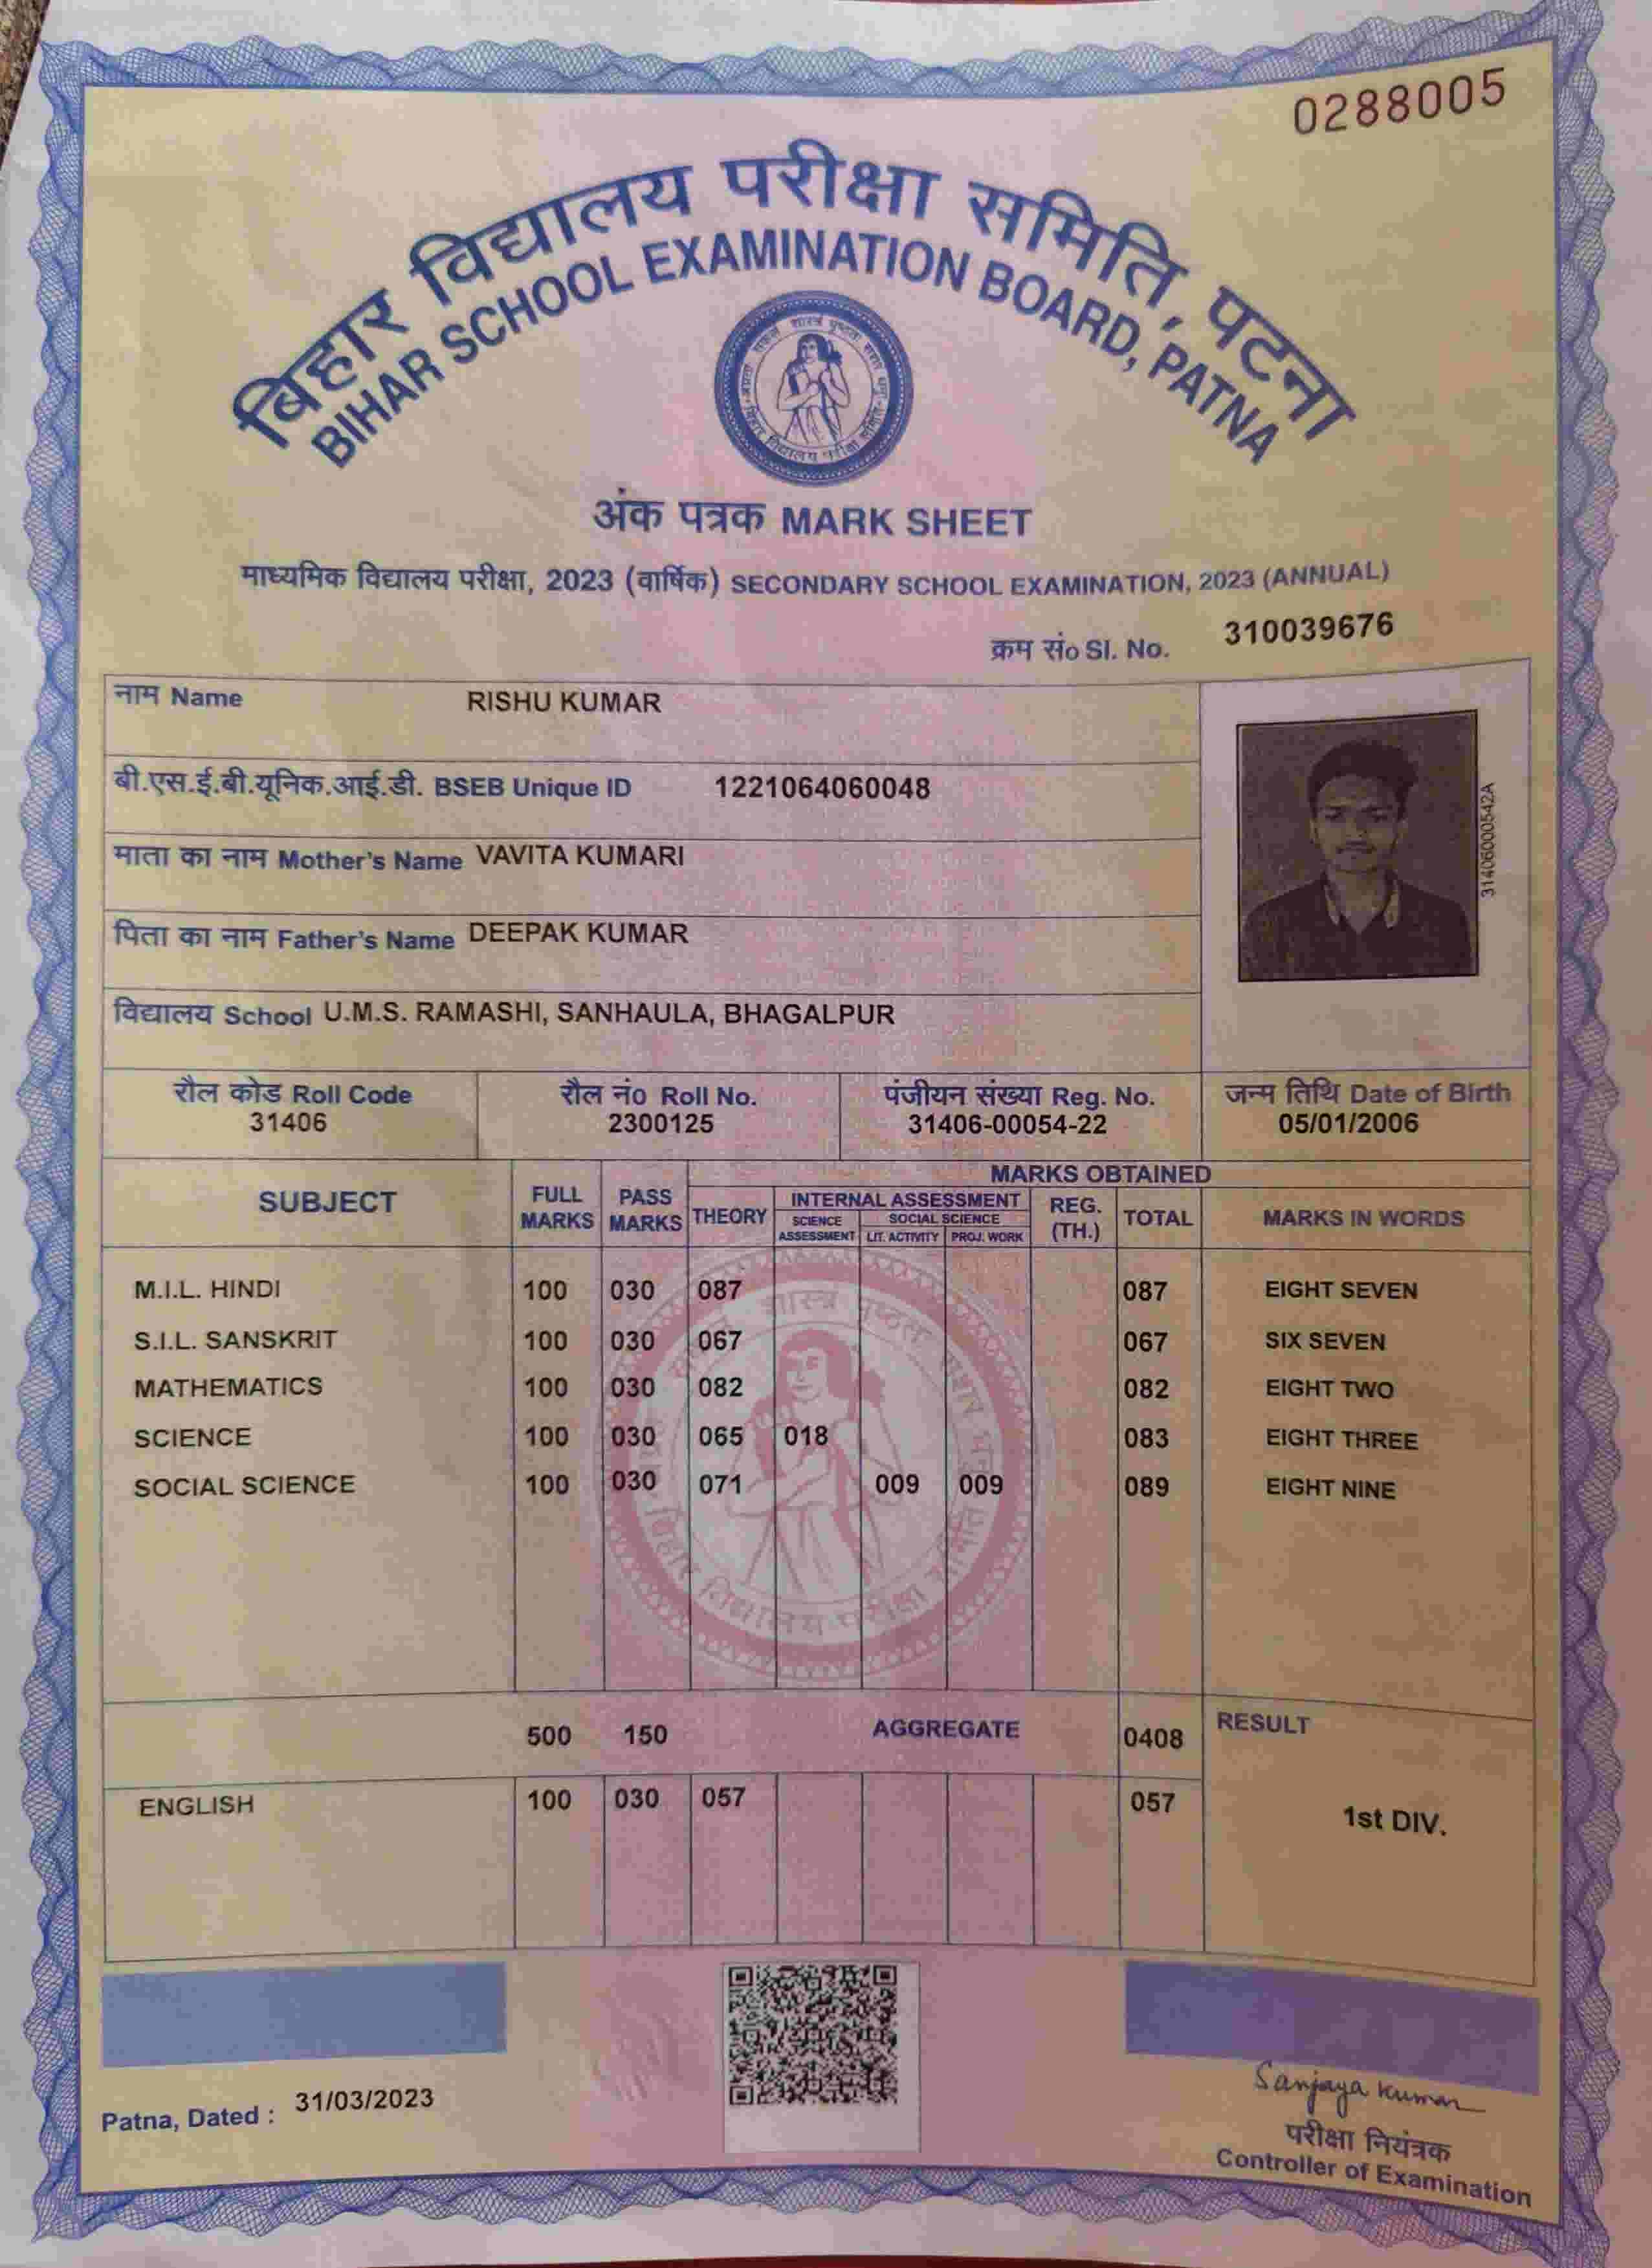 0288005
बिहार विद्यालय परीक्षा समिति, पटना
BIHAR SCHOOL EXAMINATION BOARD, PATNA
अंक पत्रक MARK SHEET
माध्यमिक विद्यालय परीक्षा, 2023 (वार्षिक) SECONDARY SCHOOL EXAMINATION, 2023 (ANNUAL)
क्रम सं० Sl. No. 310039676
नाम Name RISHU KUMAR
बी.एस.ई.बी.यूनिक.आई.डी. BSEB Unique ID 1221064060048
माता का नाम Mother's Name VAVITA KUMARI
पिता का नाम Father's Name DEEPAK KUMAR
विद्यालय School U.M.S. RAMASHI, SANHAULA, BHAGALPUR
314060000542A
रौल कोड Roll Code रौल नं० Roll No. पंजीयन संख्या Reg. No. जन्म तिथि Date of Birth
31406 2300125 31406-00054-22 05/01/2006
MARKS OBTAINED
SUBJECT FULL MARKS PASS MARKS THEORY INTERNAL ASSESSMENT REG. (TH.) TOTAL MARKS IN WORDS
SCIENCE ASSESSMENT SOCIAL SCIENCE
LIT. ACTIVITY PROJ. WORK
M.I.L. HINDI 100 030 087 087 EIGHT SEVEN
S.I.L. SANSKRIT 100 030 067 067 SIX SEVEN
MATHEMATICS 100 030 082 082 EIGHT TWO
SCIENCE 100 030 065 018 083 EIGHT THREE
SOCIAL SCIENCE 100 030 071 009 009 089 EIGHT NINE
500 150 AGGREGATE 0408 RESULT
ENGLISH 100 030 057 057 1st DIV.
Patna, Dated : 31/03/2023
Sanjaya Kumar
परीक्षा नियंत्रक
Controller of Examination